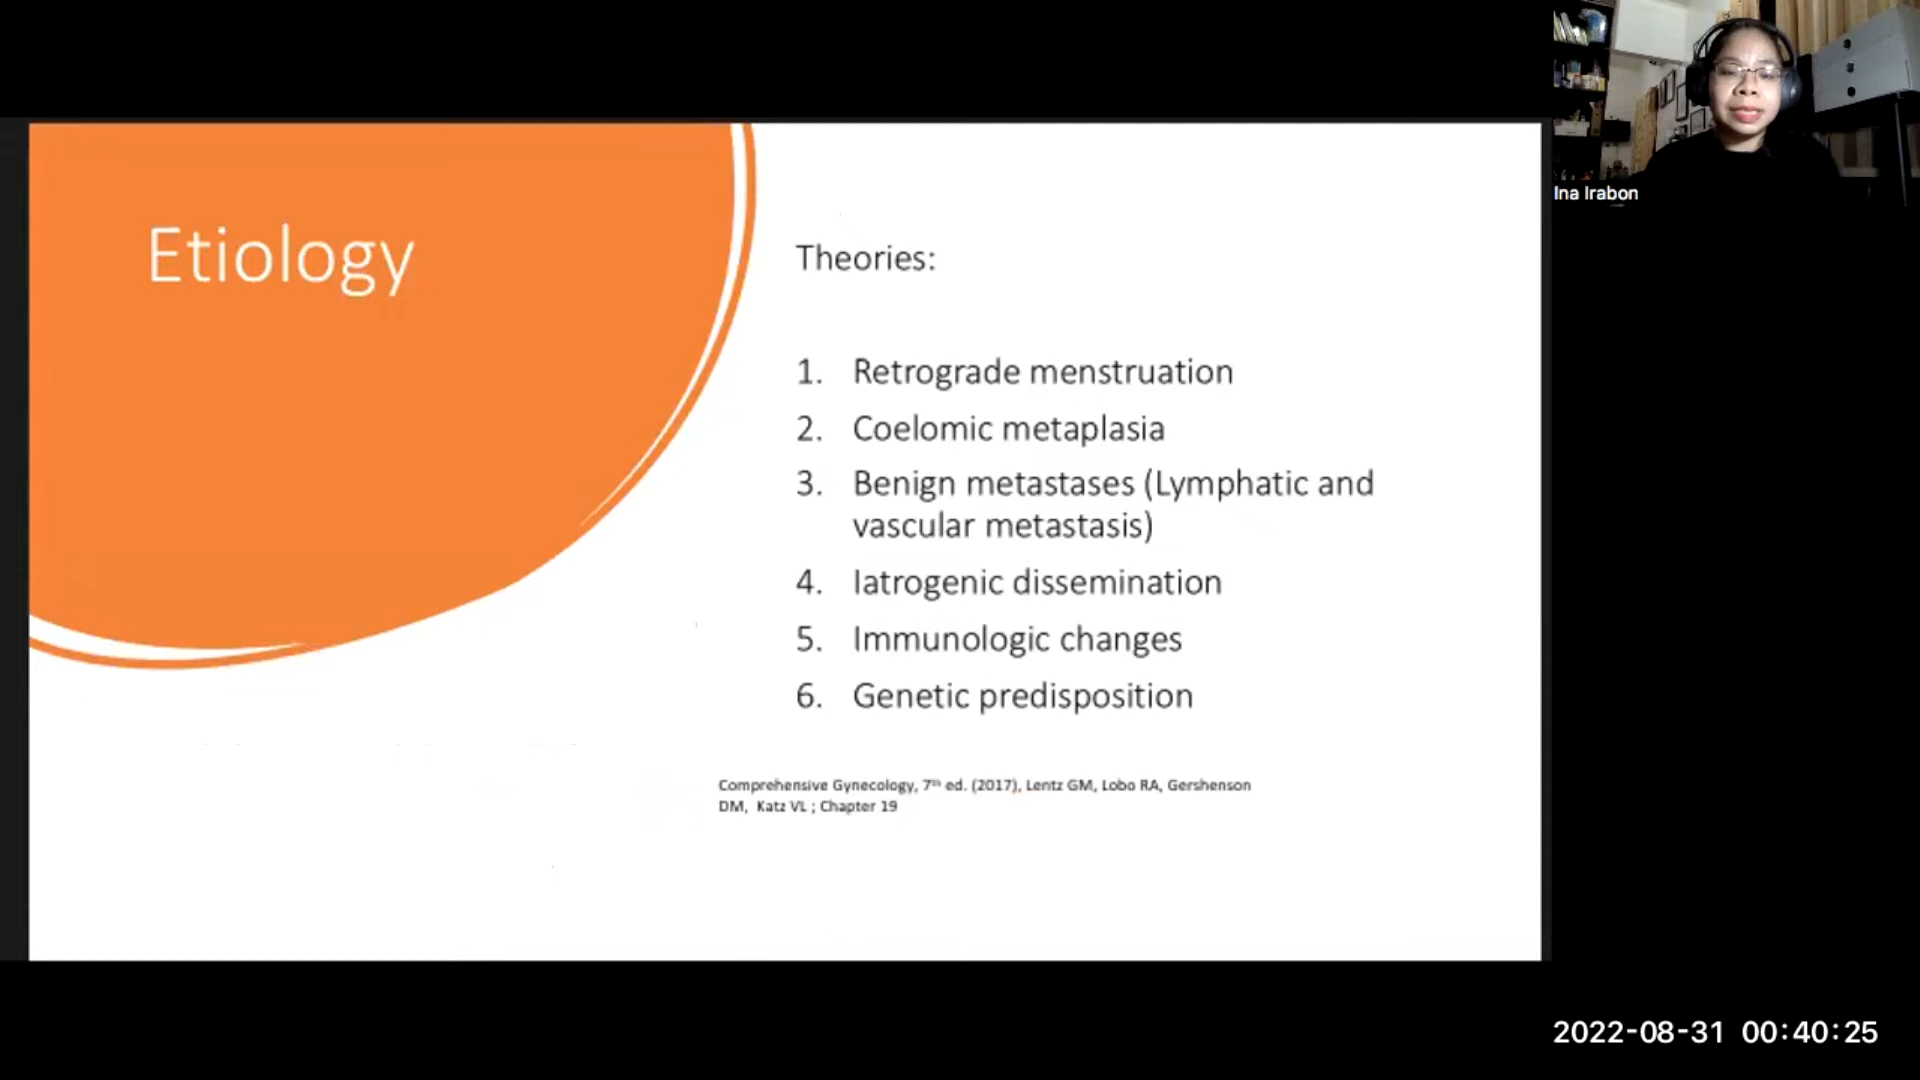 Ina Irabon
Etiology
Theories:
1. Retrograde menstruation
2. Coelomic metaplasia
3. Benign metastases (Lymphatic and
vascular metastasis)
4. Iatrogenic dissemination
5. Immunologic changes
6. Genetic predisposition
Comprehensive Gynecology, 7th ed. (2017), Lentz GM, Lobo RA, Gershenson
DM, Katz VL ; Chapter 19
2022-08-31 00:40:25